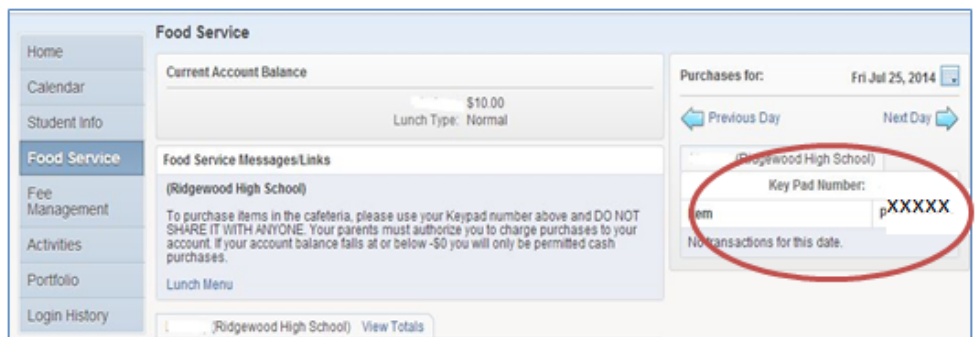 Food Service
Home
Calendar
Student Info
Food Service
Fee
Management
Activities
Portfolio
Login History
Current Account Balance
$10.00
Lunch Type: Normal
Food Service Messages/Links
(Ridgewood High School)
To purchase items in the cafeteria, please use your Keypad number above and DO NOT
SHARE IT WITH ANYONE. Your parents must authorize you to charge purchases to your
account. If your account balance falls at or below -$0 you will only be permitted cash
purchases.
Lunch Menu
(Ridgewood High School) View Totals
Purchases for: Fri Jul 25, 2014
Previous Day Next Day
(Ridgewood High School)
Key Pad Number:
XXXXX
No transactions for this date.